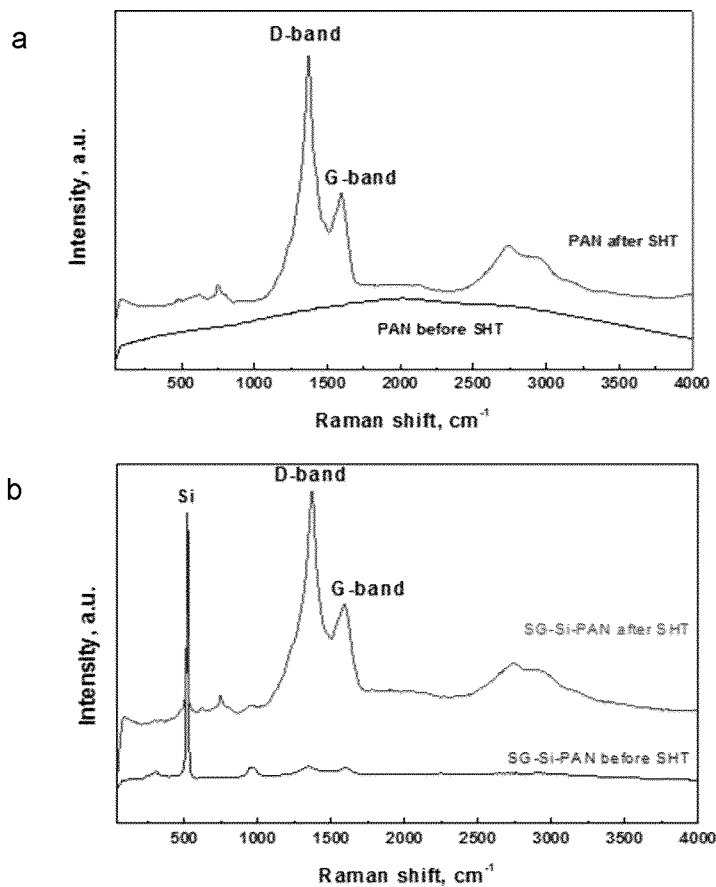 a
D-band
G-band
PAN after SHT
PAN before SHT
Intensity, a.u.
500 1000 1500 2000 2500 3000 3500 4000
Raman shift, cm⁻¹
b
D-band
Si
G-band
SG-Si-PAN after SHT
SG-Si-PAN before SHT
Intensity, a.u.
500 1000 1500 2000 2500 3000 3500 4000
Raman shift, cm⁻¹